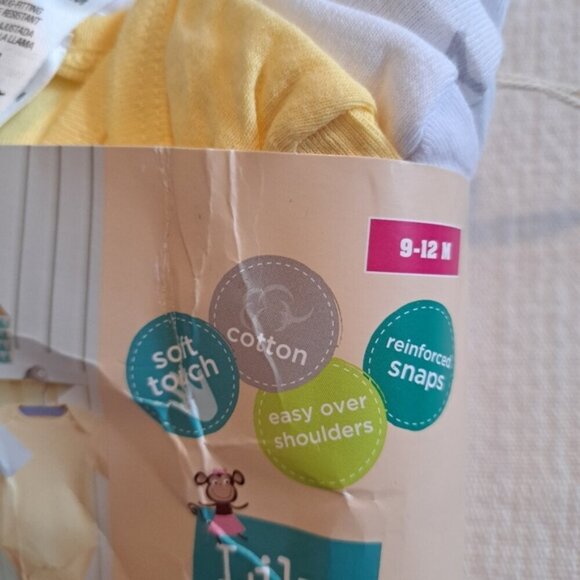 9-12 M
cotton
soft
touch
reinforced
snaps
easy over
shoulders